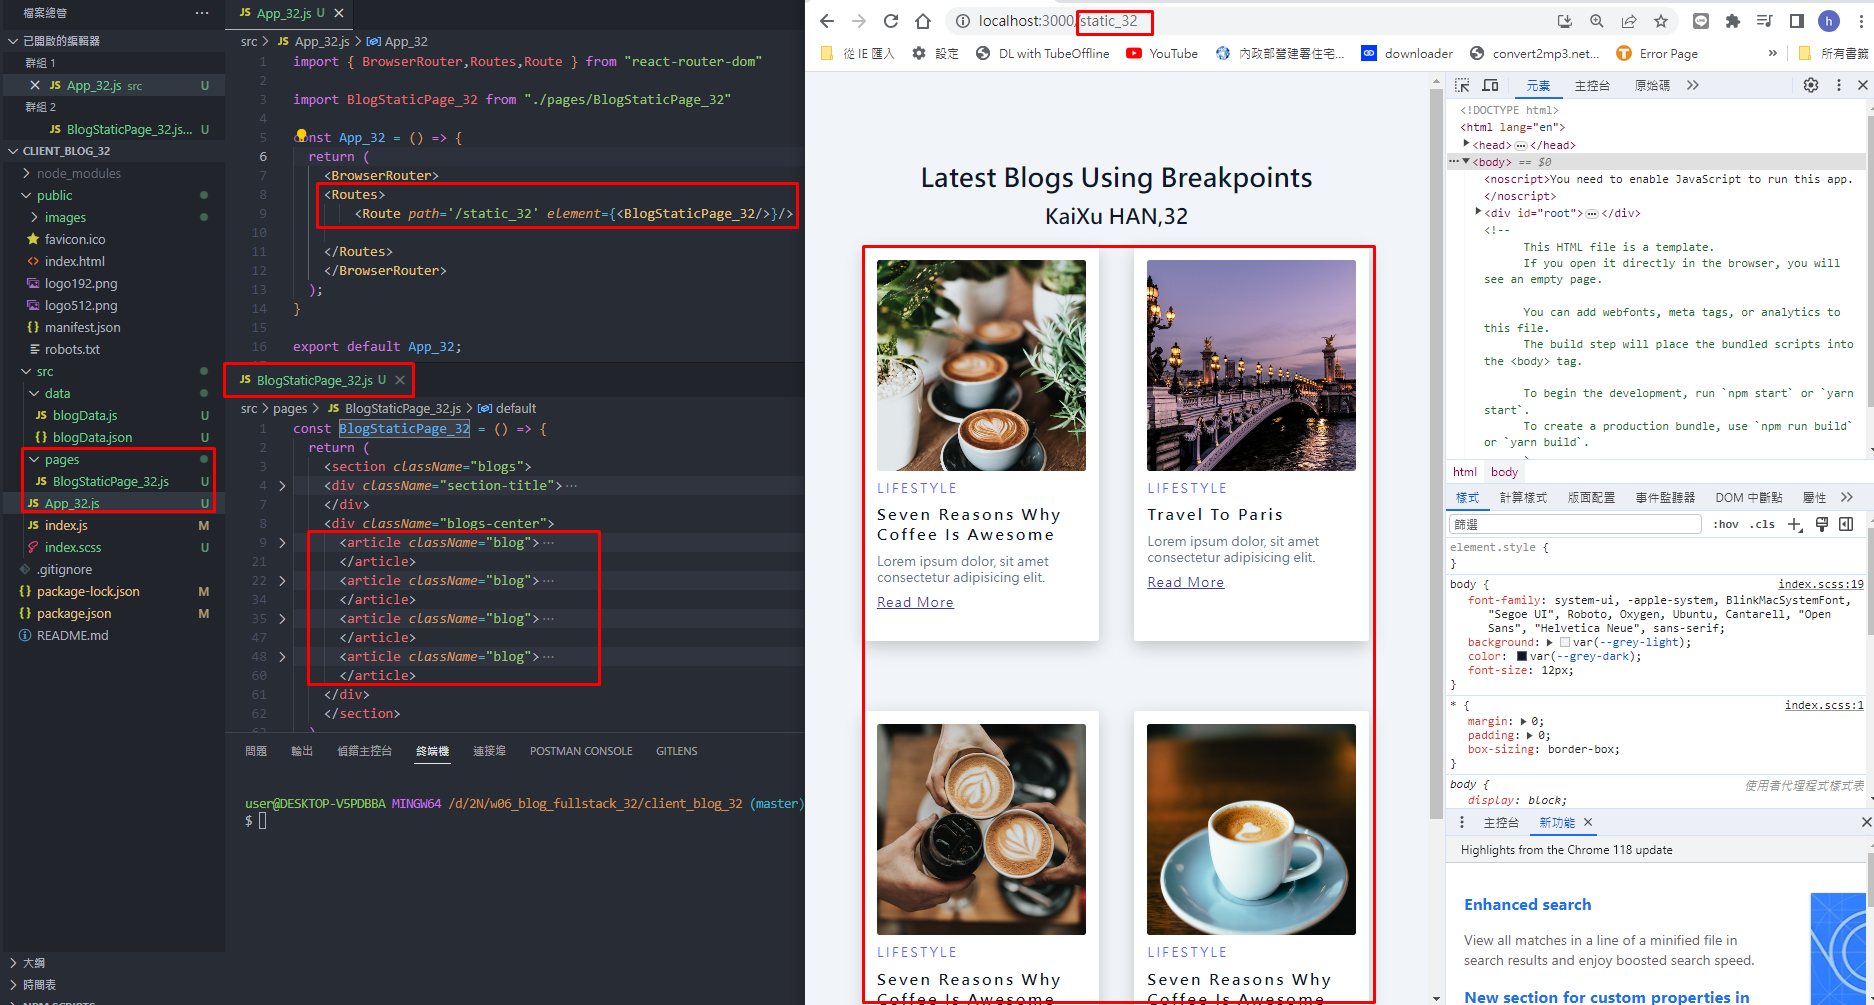 檔案總管 ···
已開啟的編輯器
群組 1
× JS App_32.js src U
群組 2
JS BlogStaticPage_32.js... U
CLIENT_BLOG_32
node_modules
public
images
favicon.ico
index.html
logo192.png
logo512.png
manifest.json
robots.txt
src
data
JS blogData.js U
{} blogData.json U
pages
JS BlogStaticPage_32.js U
JS App_32.js U
JS index.js M
index.scss U
.gitignore
{} package-lock.json M
{} package.json M
README.md
大綱
時間表
NPM SCRIPTS
JS App_32.js U ×
src > JS App_32.js > App_32
1 import { BrowserRouter,Routes,Route } from "react-router-dom"
2
3 import BlogStaticPage_32 from "./pages/BlogStaticPage_32"
4
5 const App_32 = () => {
6 return (
7 <BrowserRouter>
8 <Routes>
9 <Route path='/static_32' element={<BlogStaticPage_32/>}/>
10
11 </Routes>
12 </BrowserRouter>
13 );
14 }
15
16 export default App_32;
JS BlogStaticPage_32.js U ×
src > pages > JS BlogStaticPage_32.js > default
1 const BlogStaticPage_32 = () => {
2 return (
3 <section className="blogs">
4 <div className="section-title">···
7 </div>
8 <div className="blogs-center">
9 <article className="blog">···
21 </article>
22 <article className="blog">···
34 </article>
35 <article className="blog">···
47 </article>
48 <article className="blog">···
60 </article>
61 </div>
62 </section>
63 )
問題 輸出 偵錯主控台 終端機 連接埠 POSTMAN CONSOLE GITLENS
user@DESKTOP-V5PDBBA MINGW64 /d/2N/w06_blog_fullstack_32/client_blog_32 (master)
$
localhost:3000/static_32
h
從 IE 匯入 設定 DL with TubeOffline YouTube 內政部營建署住宅... downloader convert2mp3.net... Error Page » 所有書籤
Latest Blogs Using Breakpoints
KaiXu HAN,32
LIFESTYLE
Seven Reasons Why
Coffee Is Awesome
Lorem ipsum dolor, sit amet
consectetur adipisicing elit.
Read More
LIFESTYLE
Travel To Paris
Lorem ipsum dolor, sit amet
consectetur adipisicing elit.
Read More
LIFESTYLE
Seven Reasons Why
Coffee Is Awesome
LIFESTYLE
Seven Reasons Why
Coffee Is Awesome
元素 主控台 原始碼 »
<!DOCTYPE html>
<html lang="en">
<head>···</head>
···<body> == $0
<noscript>You need to enable JavaScript to run this app.
</noscript>
<div id="root">···</div>
<!--
This HTML file is a template.
If you open it directly in the browser, you will
see an empty page.
You can add webfonts, meta tags, or analytics to
this file.
The build step will place the bundled scripts into
the <body> tag.
To begin the development, run `npm start` or `yarn
start`.
To create a production bundle, use `npm run build`
or `yarn build`.
html body
樣式 計算樣式 版面配置 事件監聽器 DOM 中斷點 屬性 »
篩選 :hov .cls
element.style {
}
body { index.scss:19
font-family: system-ui, -apple-system, BlinkMacSystemFont,
"Segoe UI", Roboto, Oxygen, Ubuntu, Cantarell, "Open
Sans", "Helvetica Neue", sans-serif;
background: var(--grey-light);
color: var(--grey-dark);
font-size: 12px;
}
* { index.scss:1
margin: 0;
padding: 0;
box-sizing: border-box;
}
body { 使用者代理程式樣式表
display: block;
主控台 新功能 ×
Highlights from the Chrome 118 update
Enhanced search
View all matches in a line of a minified file in
search results and enjoy boosted search speed.
New section for custom properties in